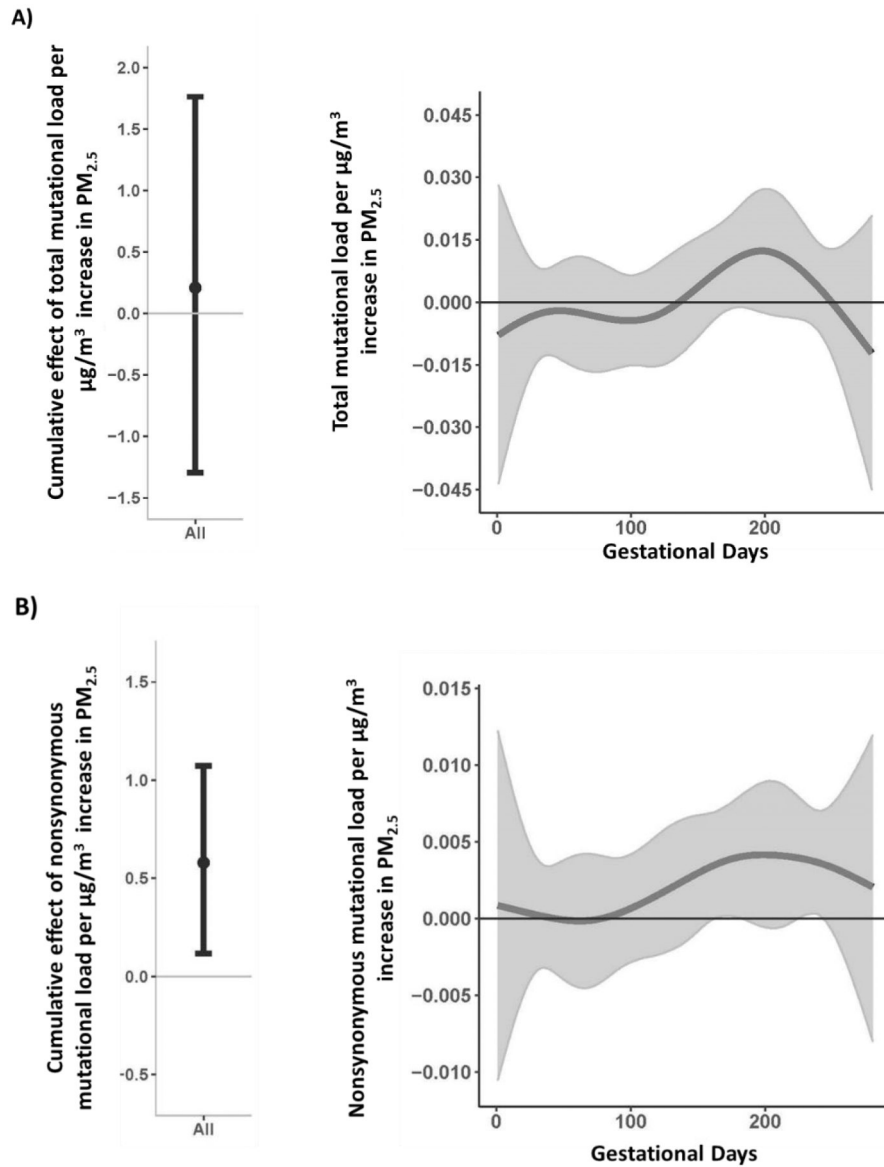 A)
Cumulative effect of total mutational load per
µg/m³ increase in PM2.5
2.0
1.5
1.0
0.5
0.0
−0.5
−1.0
−1.5
All
Total mutational load per µg/m³
increase in PM2.5
0.045
0.030
0.015
0.000
−0.015
−0.030
−0.045
0
100
200
Gestational Days
B)
Cumulative effect of nonsynonymous
mutational load per µg/m³ increase in PM2.5
1.5
1.0
0.5
0.0
-0.5
All
Nonsynonymous mutational load per µg/m³
increase in PM2.5
0.015
0.010
0.005
0.000
−0.005
−0.010
0
100
200
Gestational Days